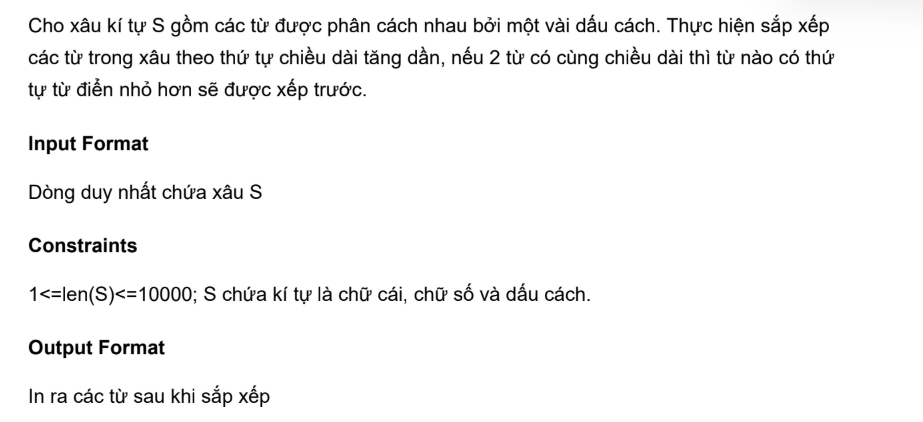 Cho xâu kí tự S gồm các từ được phân cách nhau bởi một vài dấu cách. Thực hiện sắp xếp
các từ trong xâu theo thứ tự chiều dài tăng dần, nếu 2 từ có cùng chiều dài thì từ nào có thứ
tự từ điển nhỏ hơn sẽ được xếp trước.
Input Format
Dòng duy nhất chứa xâu S
Constraints
1<=len(S)<=10000; S chứa kí tự là chữ cái, chữ số và dấu cách.
Output Format
In ra các từ sau khi sắp xếp